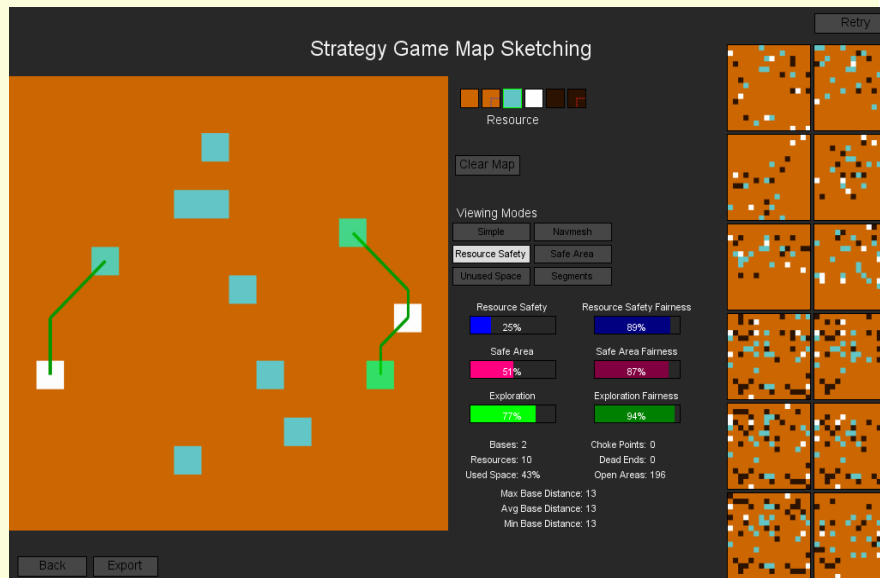 Retry
Strategy Game Map Sketching
Resource
Clear Map
Viewing Modes
Simple Navmesh
Resource Safety Safe Area
Unused Space Segments
Resource Safety Resource Safety Fairness
25% 89%
Safe Area Safe Area Fairness
51% 87%
Exploration Exploration Fairness
77% 94%
Bases: 2 Choke Points: 0
Resources: 10 Dead Ends: 0
Used Space: 43% Open Areas: 196
Max Base Distance: 13
Avg Base Distance: 13
Min Base Distance: 13
Back Export